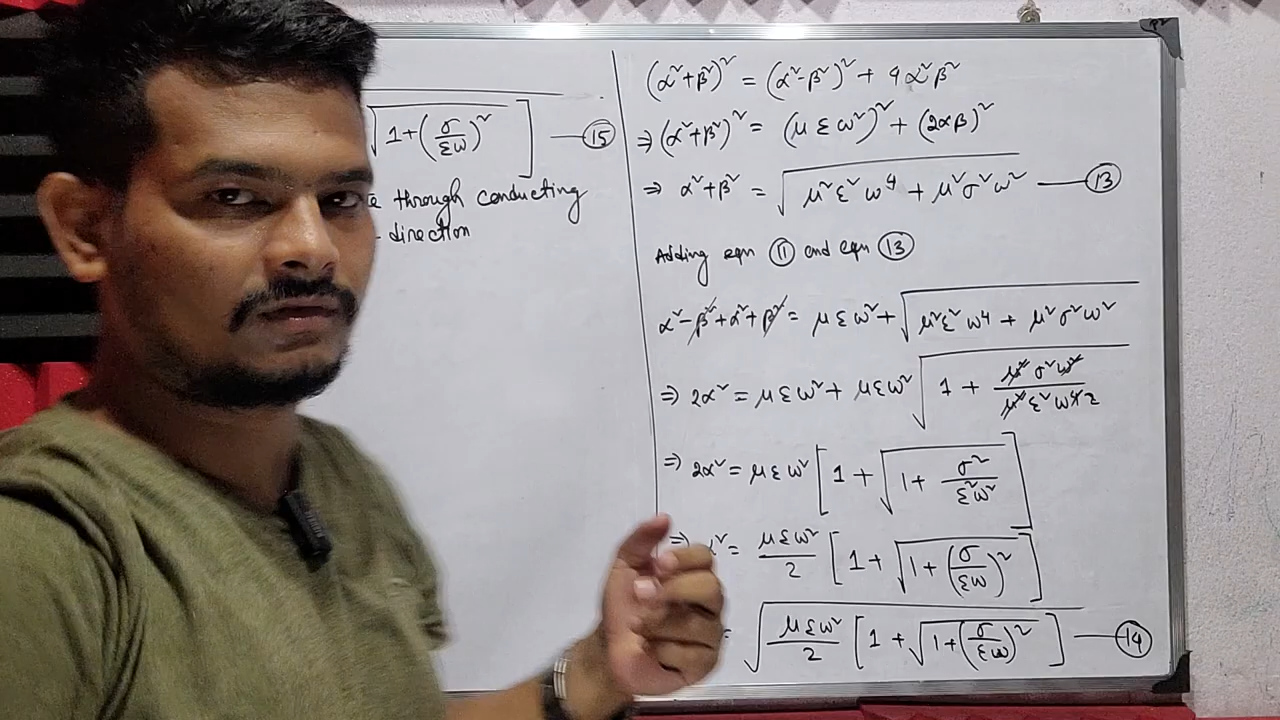 √1+(σ/εω)²] —(15)
e through conducting
direction
(α²+β²)² = (α²-β²)² + 4α²β²
⇒ (α²+β²)² = (μεω²)² + (2αβ)²
⇒ α²+β² = √μ²ε²ω⁴ + μ²σ²ω² —(13)
Adding eqn (11) and eqn (13)
α²-β²+α²+β² = μεω² + √μ²ε²ω⁴ + μ²σ²ω²
⇒ 2α² = μεω² + μεω² √1 + μ²σ²ω²/μ²ε²ω⁴ 2
⇒ 2α² = μεω² [1 + √1 + σ²/ε²ω²]
⇒ α² = μεω²/2 [1 + √1 + (σ/εω)²]
= √μεω²/2 [1 + √1+(σ/εω)²] —(14)